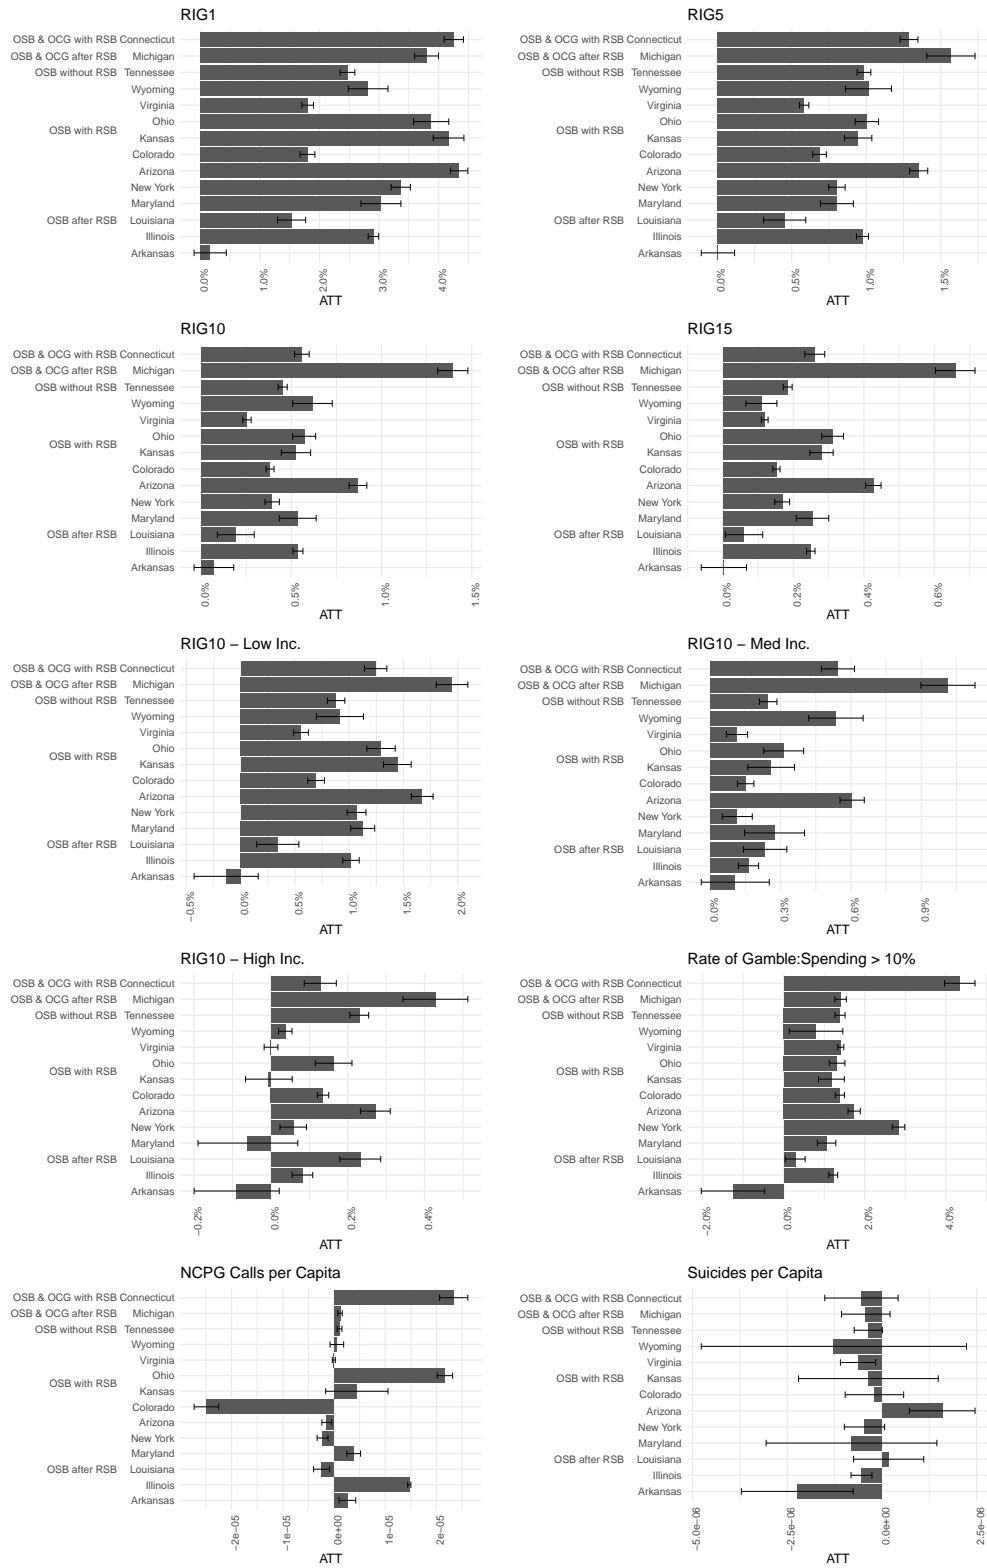 RIG1
OSB & OCG with RSB Connecticut
OSB & OCG after RSB Michigan
OSB without RSB Tennessee
Wyoming
Virginia
OSB with RSB
Ohio
Kansas
Colorado
Arizona
New York
Maryland
OSB after RSB Louisiana
Illinois
Arkansas
0.0% 1.0% 2.0% 3.0% 4.0%
ATT
RIG5
OSB & OCG with RSB Connecticut
OSB & OCG after RSB Michigan
OSB without RSB Tennessee
Wyoming
Virginia
OSB with RSB
Ohio
Kansas
Colorado
Arizona
New York
Maryland
OSB after RSB Louisiana
Illinois
Arkansas
0.0% 0.5% 1.0% 1.5%
ATT
RIG10
OSB & OCG with RSB Connecticut
OSB & OCG after RSB Michigan
OSB without RSB Tennessee
Wyoming
Virginia
Ohio
OSB with RSB
Kansas
Colorado
Arizona
New York
Maryland
OSB after RSB Louisiana
Illinois
Arkansas
0.0% 0.5% 1.0% 1.5%
ATT
RIG15
OSB & OCG with RSB Connecticut
OSB & OCG after RSB Michigan
OSB without RSB Tennessee
Wyoming
Virginia
Ohio
OSB with RSB
Kansas
Colorado
Arizona
New York
Maryland
OSB after RSB Louisiana
Illinois
Arkansas
0.0% 0.2% 0.4% 0.6%
ATT
RIG10 − Low Inc.
OSB & OCG with RSB Connecticut
OSB & OCG after RSB Michigan
OSB without RSB Tennessee
Wyoming
Virginia
Ohio
OSB with RSB
Kansas
Colorado
Arizona
New York
Maryland
OSB after RSB Louisiana
Illinois
Arkansas
−0.5% 0.0% 0.5% 1.0% 1.5% 2.0%
ATT
RIG10 − Med Inc.
OSB & OCG with RSB Connecticut
OSB & OCG after RSB Michigan
OSB without RSB Tennessee
Wyoming
Virginia
Ohio
OSB with RSB
Kansas
Colorado
Arizona
New York
Maryland
OSB after RSB Louisiana
Illinois
Arkansas
0.0% 0.3% 0.6% 0.9%
ATT
RIG10 − High Inc.
OSB & OCG with RSB Connecticut
OSB & OCG after RSB Michigan
OSB without RSB Tennessee
Wyoming
Virginia
Ohio
OSB with RSB
Kansas
Colorado
Arizona
New York
Maryland
OSB after RSB Louisiana
Illinois
Arkansas
−0.2% 0.0% 0.2% 0.4%
ATT
Rate of Gamble:Spending > 10%
OSB & OCG with RSB Connecticut
OSB & OCG after RSB Michigan
OSB without RSB Tennessee
Wyoming
Virginia
Ohio
OSB with RSB
Kansas
Colorado
Arizona
New York
Maryland
OSB after RSB Louisiana
Illinois
Arkansas
−2.0% 0.0% 2.0% 4.0%
ATT
NCPG Calls per Capita
OSB & OCG with RSB Connecticut
OSB & OCG after RSB Michigan
OSB without RSB Tennessee
Wyoming
Virginia
Ohio
OSB with RSB
Kansas
Colorado
Arizona
New York
Maryland
OSB after RSB Louisiana
Illinois
Arkansas
−2e−05 −1e−05 0e+00 1e−05 2e−05
ATT
Suicides per Capita
OSB & OCG with RSB Connecticut
OSB & OCG after RSB Michigan
OSB without RSB Tennessee
Wyoming
Virginia
OSB with RSB Kansas
Colorado
Arizona
New York
Maryland
OSB after RSB Louisiana
Illinois
Arkansas
−5.0e−06 −2.5e−06 0.0e+00 2.5e−06
ATT